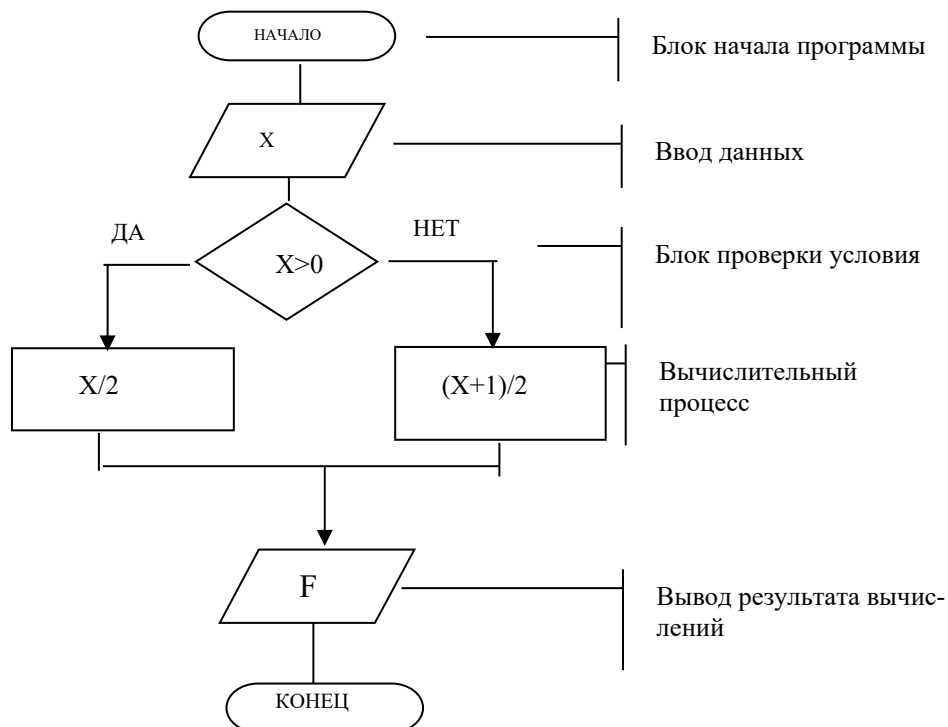 НАЧАЛО
Блок начала программы
X
Ввод данных
ДА
НЕТ
X>0
Блок проверки условия
X/2
(X+1)/2
Вычислительный
процесс
F
Вывод результата вычис-
лений
КОНЕЦ